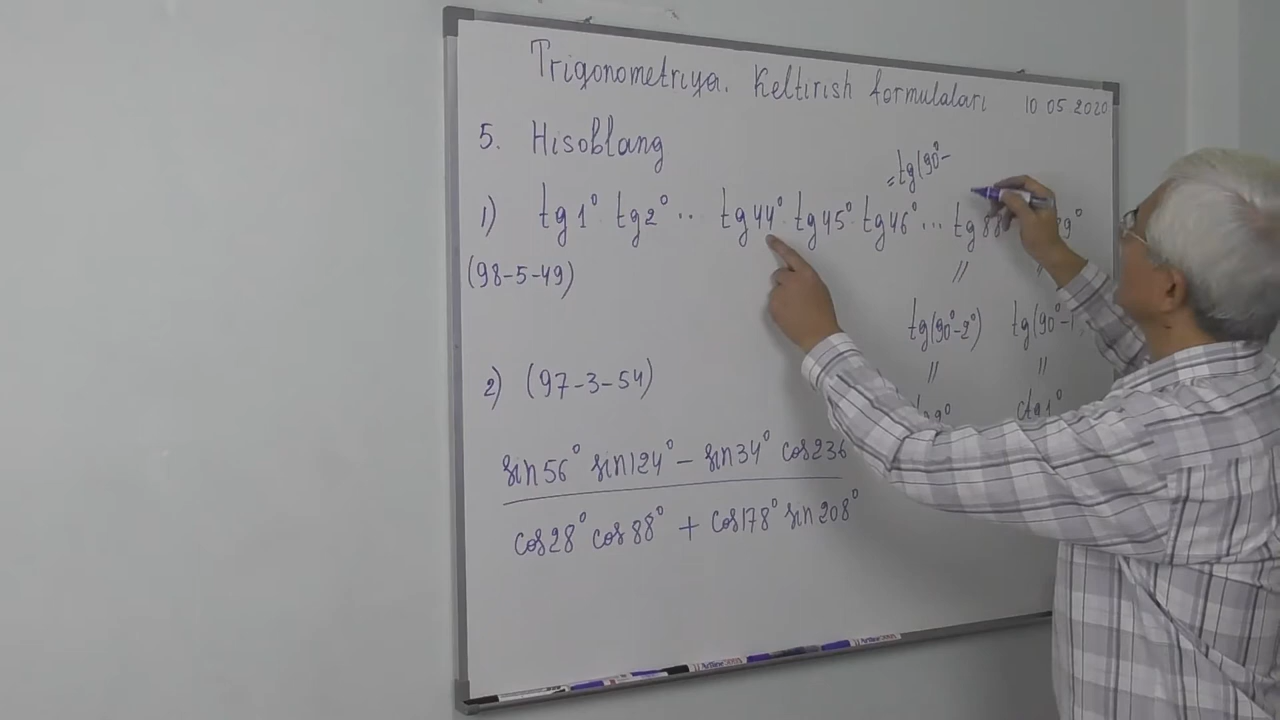 Trigonometriya. Keltirish formulalari 10 05 2020
5. Hisoblang
= tg(90°-
1) tg1° · tg2° ·· tg44° · tg45° · tg46° ... tg88 9°
(98-5-49) // //
tg(90°-2°) tg(90°-1
// //
ctg1°
2) (97-3-54)
sin56° sin124° - sin34° cos236
cos28° cos88° + cos178° sin208°